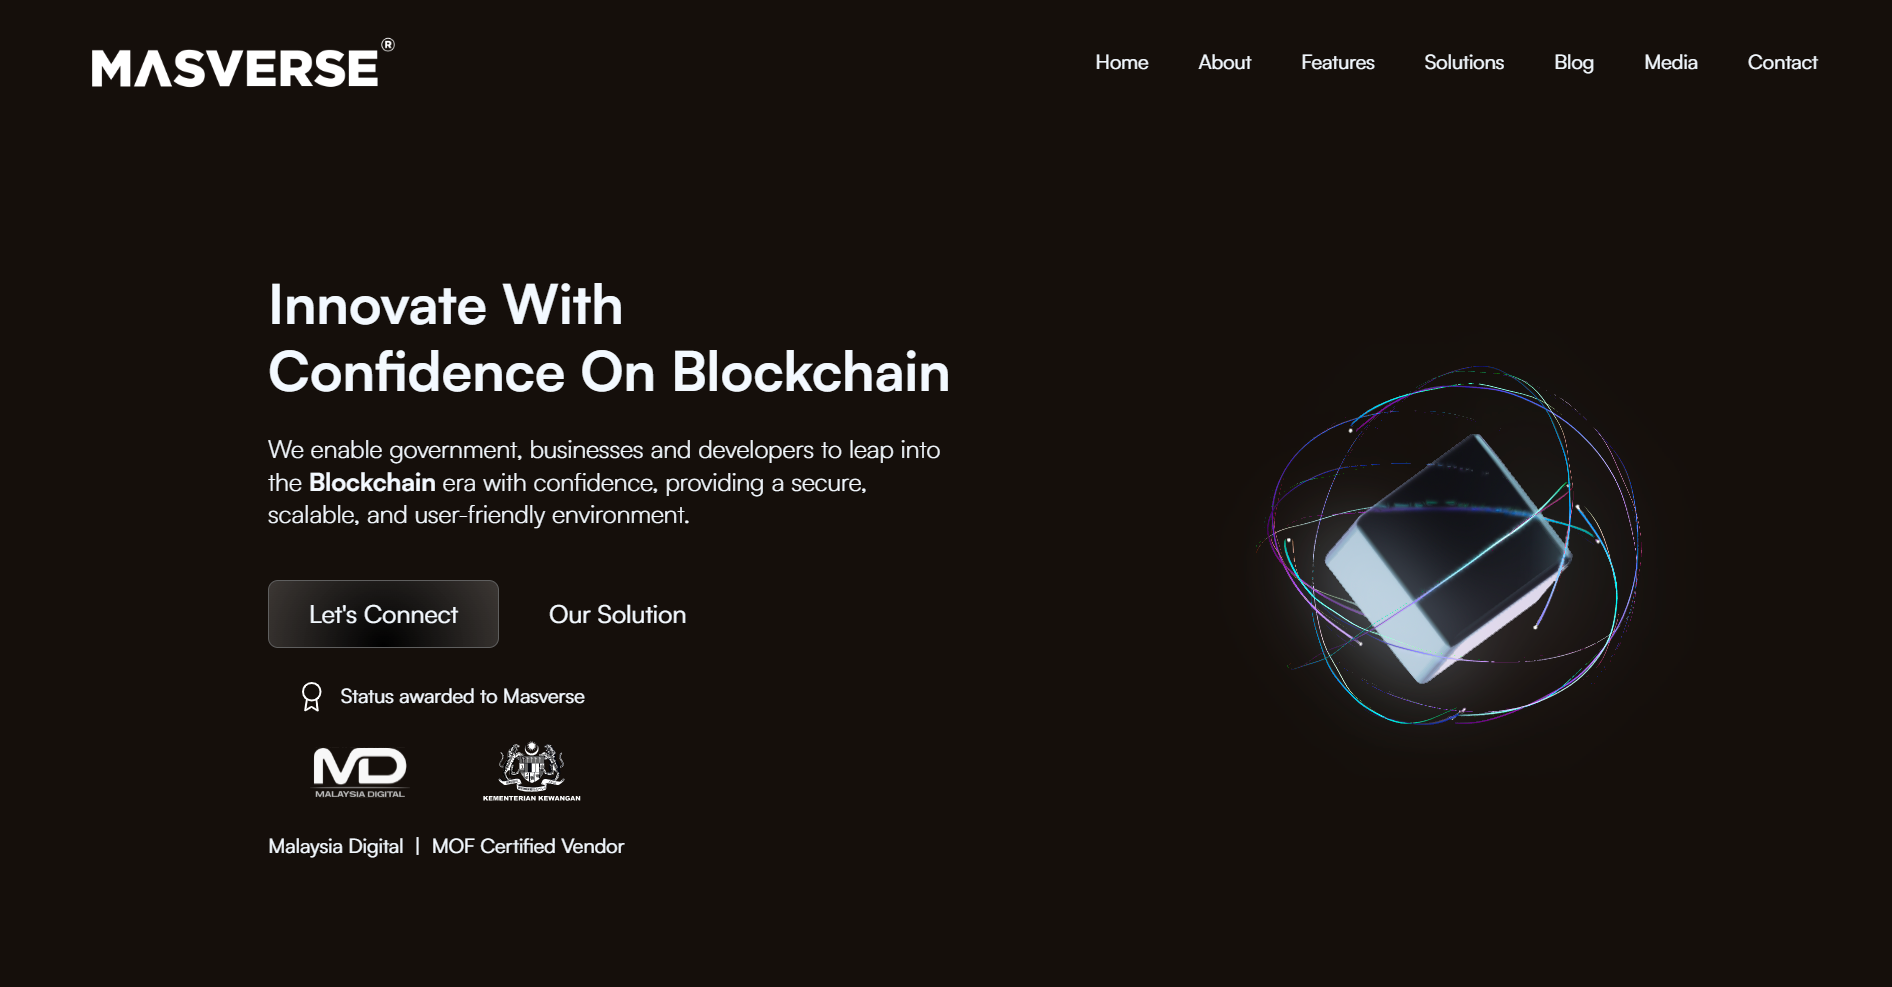 MASVERSE®
Home About Features Solutions Blog Media Contact
Innovate With
Confidence On Blockchain
We enable government, businesses and developers to leap into
the Blockchain era with confidence, providing a secure,
scalable, and user-friendly environment.
Let's Connect Our Solution
Status awarded to Masverse
MD
MALAYSIA DIGITAL
KEMENTERIAN KEWANGAN
Malaysia Digital | MOF Certified Vendor